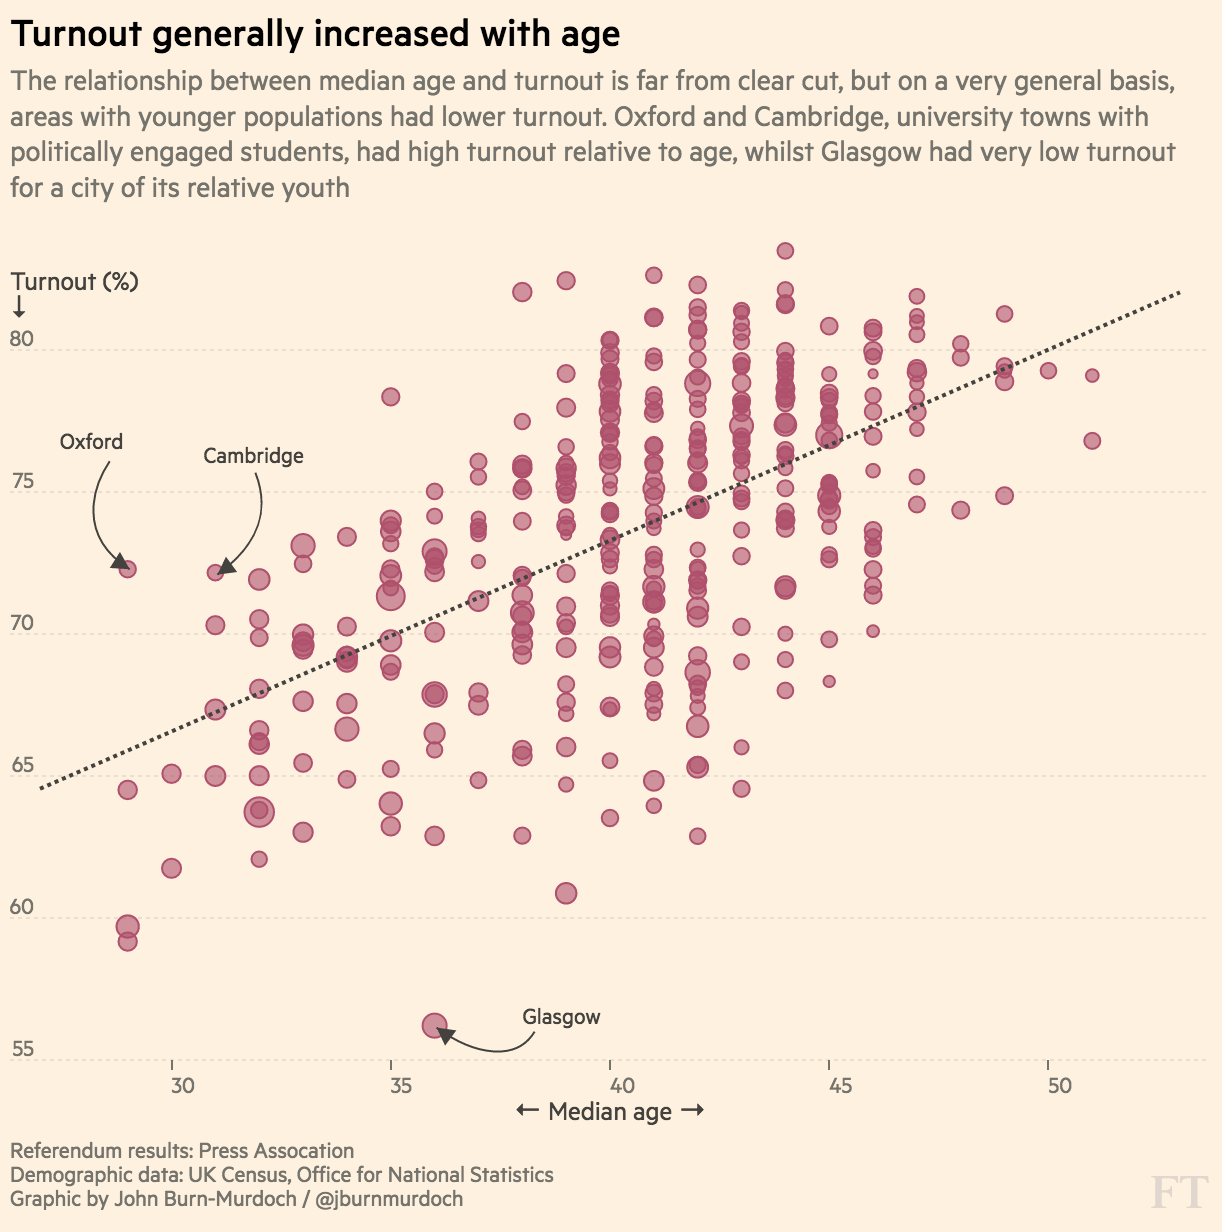 Turnout generally increased with age
The relationship between median age and turnout is far from clear cut, but on a very general basis,
areas with younger populations had lower turnout. Oxford and Cambridge, university towns with
politically engaged students, had high turnout relative to age, whilst Glasgow had very low turnout
for a city of its relative youth
Turnout (%)
↓
80
Oxford
Cambridge
75
70
65
60
Glasgow
55
30 35 40 45 50
← Median age →
Referendum results: Press Assocation
Demographic data: UK Census, Office for National Statistics
Graphic by John Burn-Murdoch / @jburnmurdoch
FT